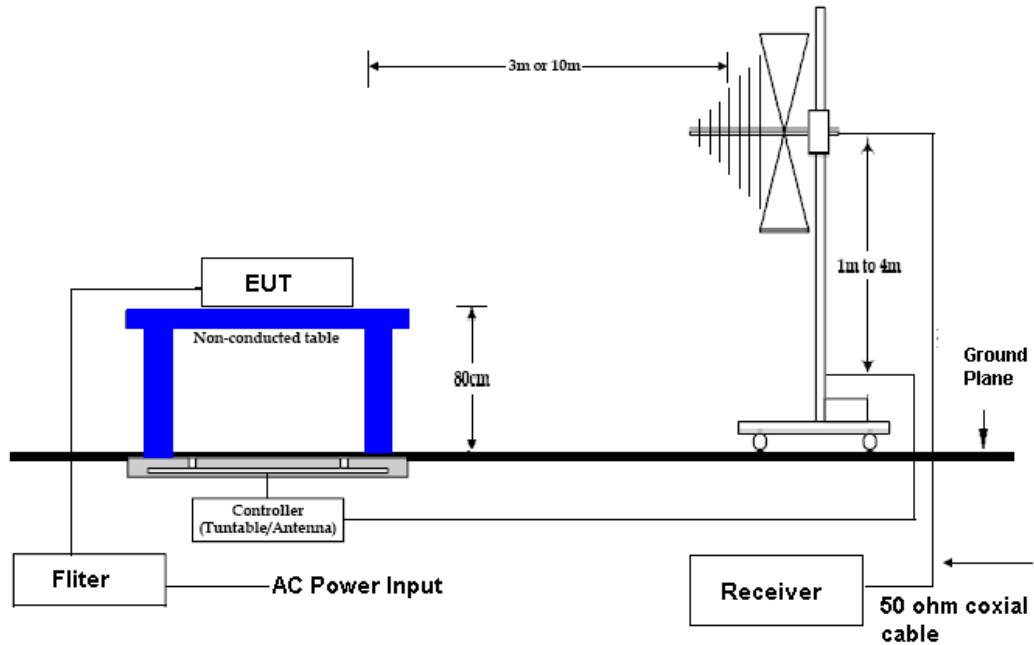 3m or 10m
1m to 4m
EUT
Non-conducted table
80cm
Ground
Plane
Controller
(Tuntable/Antenna)
Fliter
AC Power Input
Receiver
50 ohm coxial
cable